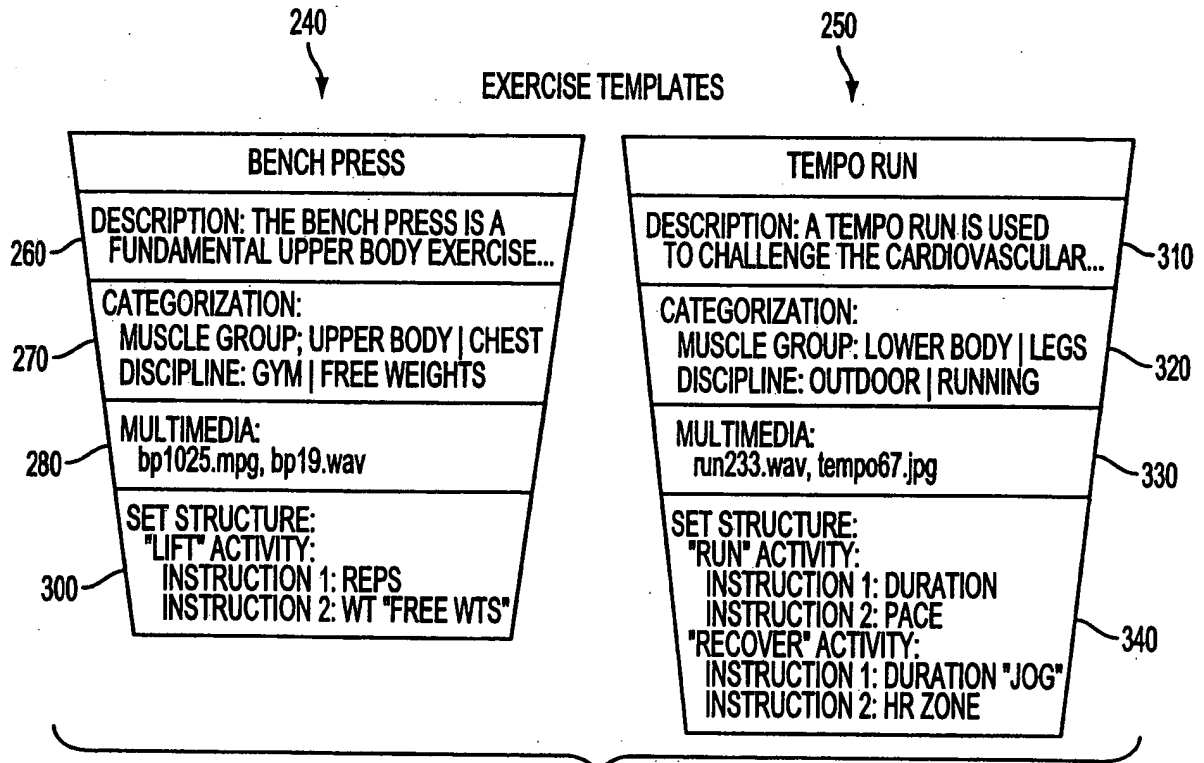 240
250
EXERCISE TEMPLATES
BENCH PRESS
DESCRIPTION: THE BENCH PRESS IS A
FUNDAMENTAL UPPER BODY EXERCISE...
260
CATEGORIZATION:
MUSCLE GROUP; UPPER BODY | CHEST
DISCIPLINE: GYM | FREE WEIGHTS
270
MULTIMEDIA:
bp1025.mpg, bp19.wav
280
SET STRUCTURE:
"LIFT" ACTIVITY:
INSTRUCTION 1: REPS
INSTRUCTION 2: WT "FREE WTS"
300
TEMPO RUN
DESCRIPTION: A TEMPO RUN IS USED
TO CHALLENGE THE CARDIOVASCULAR...
310
CATEGORIZATION:
MUSCLE GROUP: LOWER BODY | LEGS
DISCIPLINE: OUTDOOR | RUNNING
320
MULTIMEDIA:
run233.wav, tempo67.jpg
330
SET STRUCTURE:
"RUN" ACTIVITY:
INSTRUCTION 1: DURATION
INSTRUCTION 2: PACE
"RECOVER" ACTIVITY:
INSTRUCTION 1: DURATION "JOG"
INSTRUCTION 2: HR ZONE
340